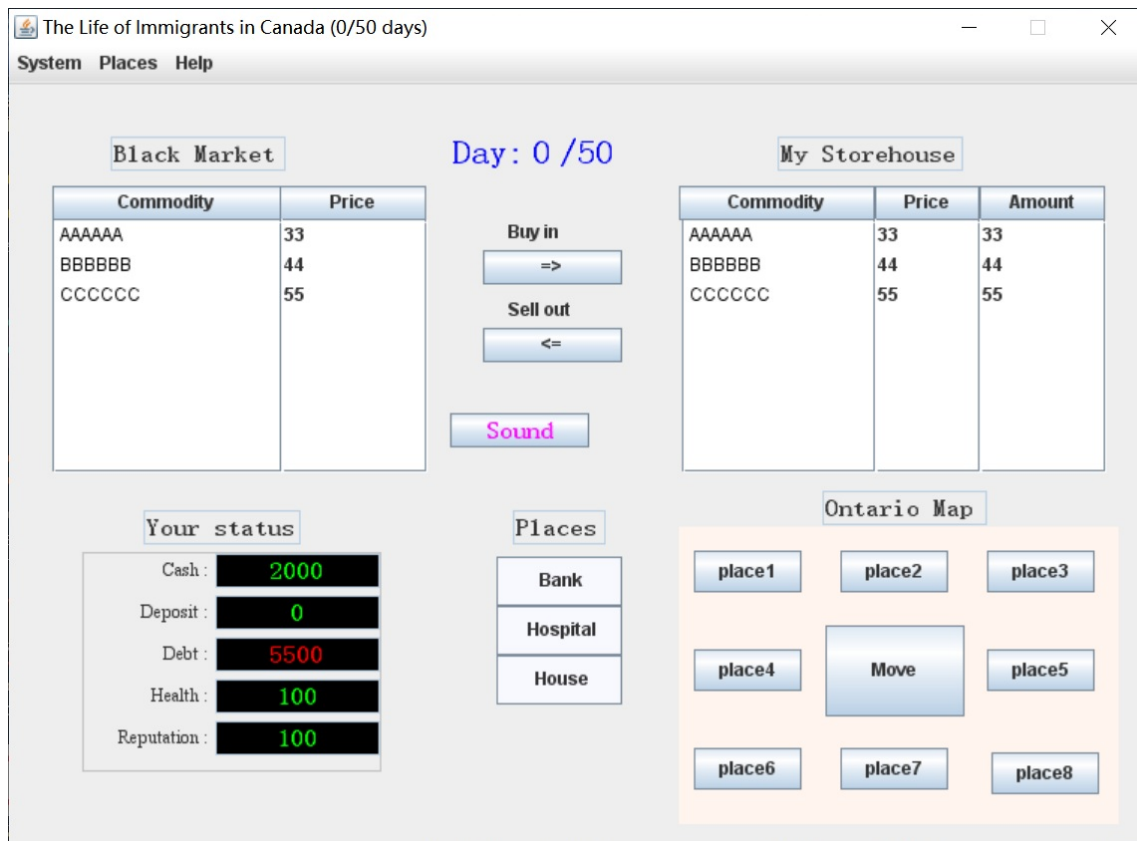 The Life of Immigrants in Canada (0/50 days)
System Places Help
Black Market
Day: 0 /50
My Storehouse
Commodity Price
AAAAAA 33
BBBBBB 44
CCCCCC 55
Buy in
=>
Sell out
<=
Sound
Commodity Price Amount
AAAAAA 33 33
BBBBBB 44 44
CCCCCC 55 55
Your status
Cash : 2000
Deposit : 0
Debt : 5500
Health : 100
Reputation : 100
Places
Bank
Hospital
House
Ontario Map
place1 place2 place3
place4 Move place5
place6 place7 place8